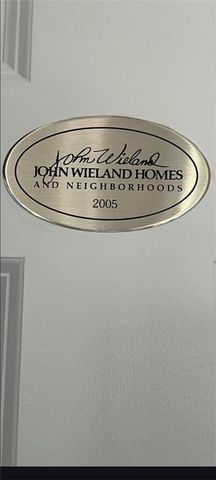 John Wieland
JOHN WIELAND HOMES
AND NEIGHBORHOODS
2005